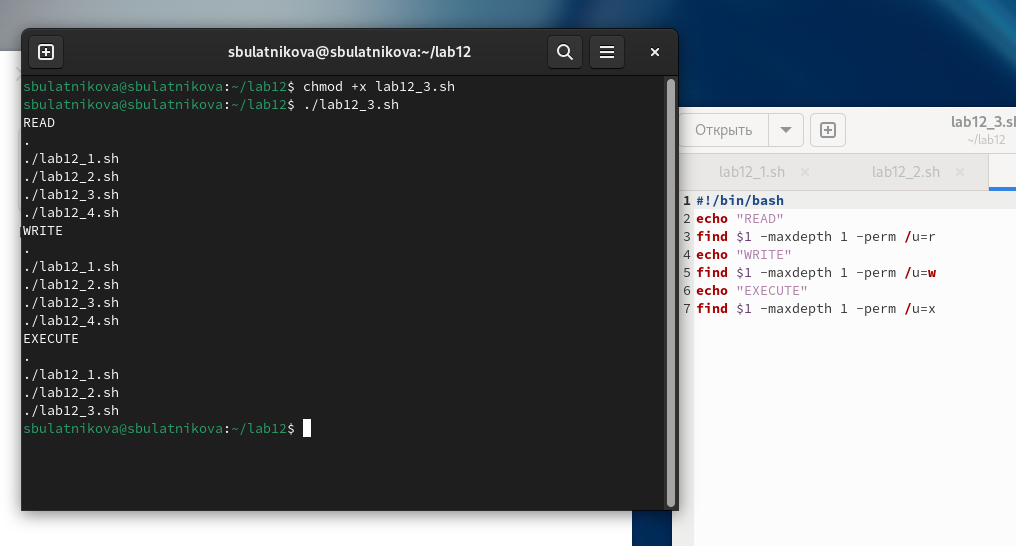 sbulatnikova@sbulatnikova:~/lab12
sbulatnikova@sbulatnikova:~/lab12$ chmod +x lab12_3.sh
sbulatnikova@sbulatnikova:~/lab12$ ./lab12_3.sh
READ
.
./lab12_1.sh
./lab12_2.sh
./lab12_3.sh
./lab12_4.sh
WRITE
.
./lab12_1.sh
./lab12_2.sh
./lab12_3.sh
./lab12_4.sh
EXECUTE
.
./lab12_1.sh
./lab12_2.sh
./lab12_3.sh
sbulatnikova@sbulatnikova:~/lab12$
Открыть
lab12_3.sh
~/lab12
lab12_1.sh
lab12_2.sh
1 #!/bin/bash
2 echo "READ"
3 find $1 -maxdepth 1 -perm /u=r
4 echo "WRITE"
5 find $1 -maxdepth 1 -perm /u=w
6 echo "EXECUTE"
7 find $1 -maxdepth 1 -perm /u=x